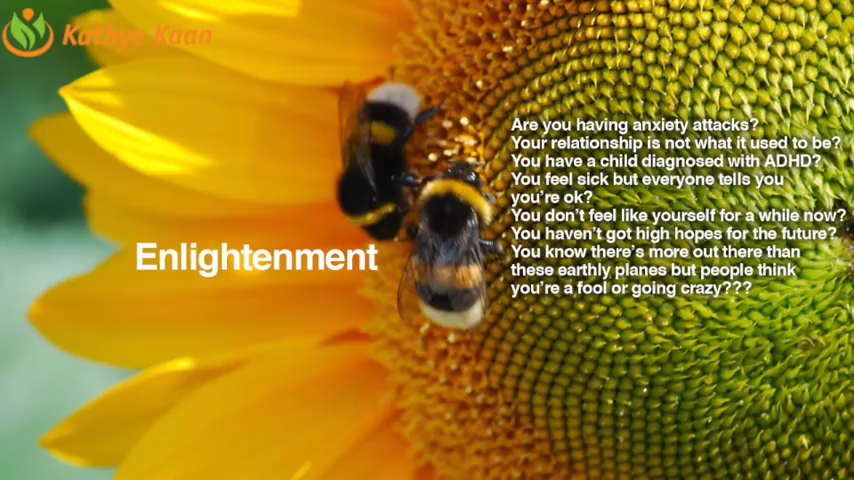 Kathye Kaan
Enlightenment
Are you having anxiety attacks?
Your relationship is not what it used to be?
You have a child diagnosed with ADHD?
You feel sick but everyone tells you
you're ok?
You don't feel like yourself for a while now?
You haven't got high hopes for the future?
You know there's more out there than
these earthly planes but people think
you're a fool or going crazy???